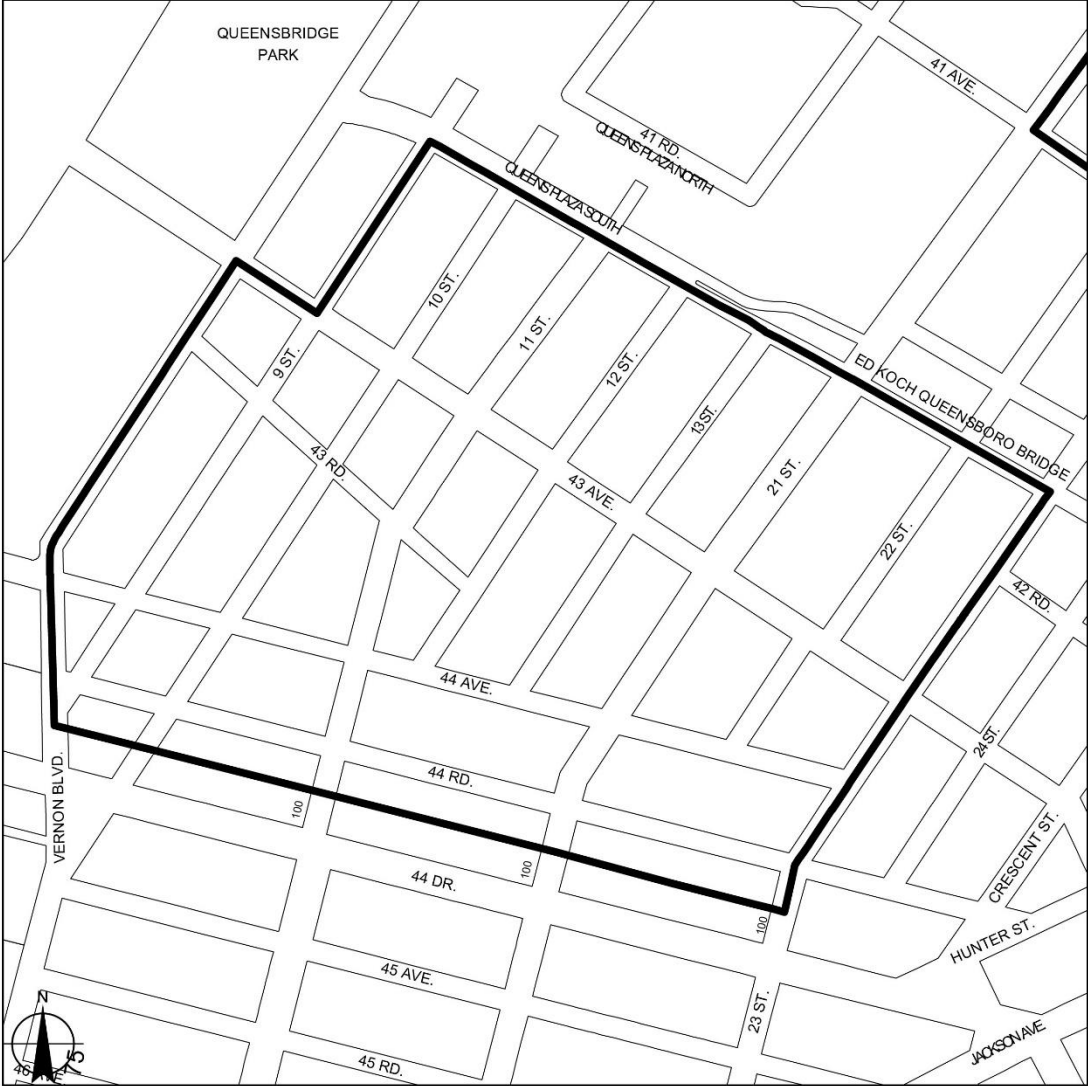 QUEENSBRIDGE
PARK
41 AVE.
41 RD.
QUEENS PLAZA NORTH
QUEENS PLAZA SOUTH
10 ST.
11 ST.
12 ST.
9 ST.
13 ST.
ED KOCH QUEENSBORO BRIDGE
43 RD.
43 AVE.
21 ST.
22 ST.
42 RD.
44 AVE.
24 ST.
44 RD.
VERNON BLVD.
100
100
100
CRESCENT ST.
44 DR.
HUNTER ST.
45 AVE.
23 ST.
JACKSON AVE
N
45 RD.
75
46